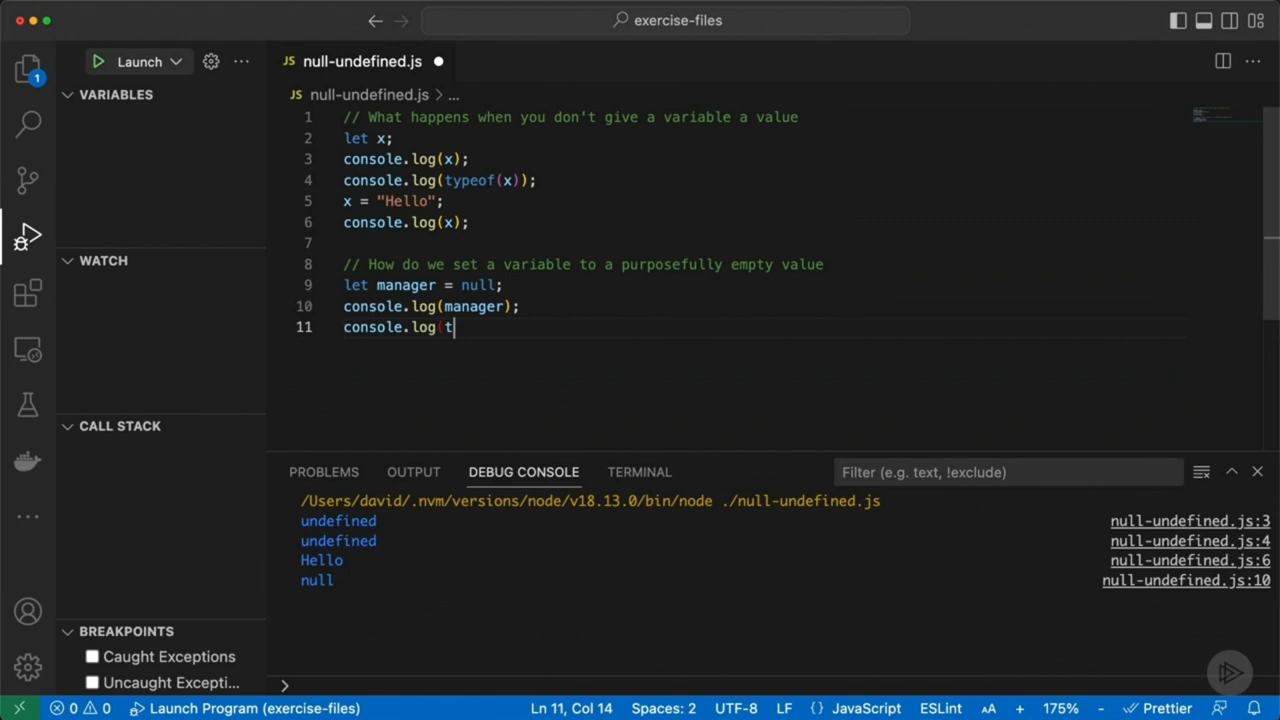 exercise-files
1
Launch
JS null-undefined.js
VARIABLES
JS null-undefined.js > ...
1 // What happens when you don't give a variable a value
2 let x;
3 console.log(x);
4 console.log(typeof(x));
5 x = "Hello";
6 console.log(x);
7
8 // How do we set a variable to a purposefully empty value
9 let manager = null;
10 console.log(manager);
11 console.log(t
WATCH
CALL STACK
BREAKPOINTS
Caught Exceptions
Uncaught Excepti...
PROBLEMS OUTPUT DEBUG CONSOLE TERMINAL Filter (e.g. text, !exclude)
/Users/david/.nvm/versions/node/v18.13.0/bin/node ./null-undefined.js
undefined null-undefined.js:3
undefined null-undefined.js:4
Hello null-undefined.js:6
null null-undefined.js:10
>
0 0 Launch Program (exercise-files) Ln 11, Col 14 Spaces: 2 UTF-8 LF {} JavaScript ESLint AA + 175% - Prettier